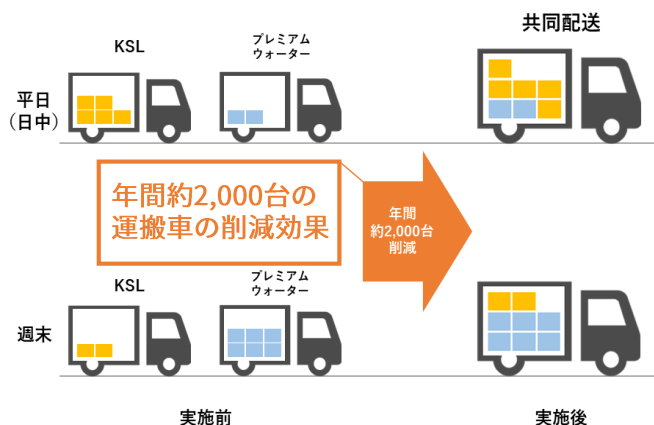 共同配送
KSL
プレミアム
ウォーター
平日
（日中）
年間約2,000台の
運搬車の削減効果
年間
約2,000台
削減
KSL
プレミアム
ウォーター
週末
実施前
実施後